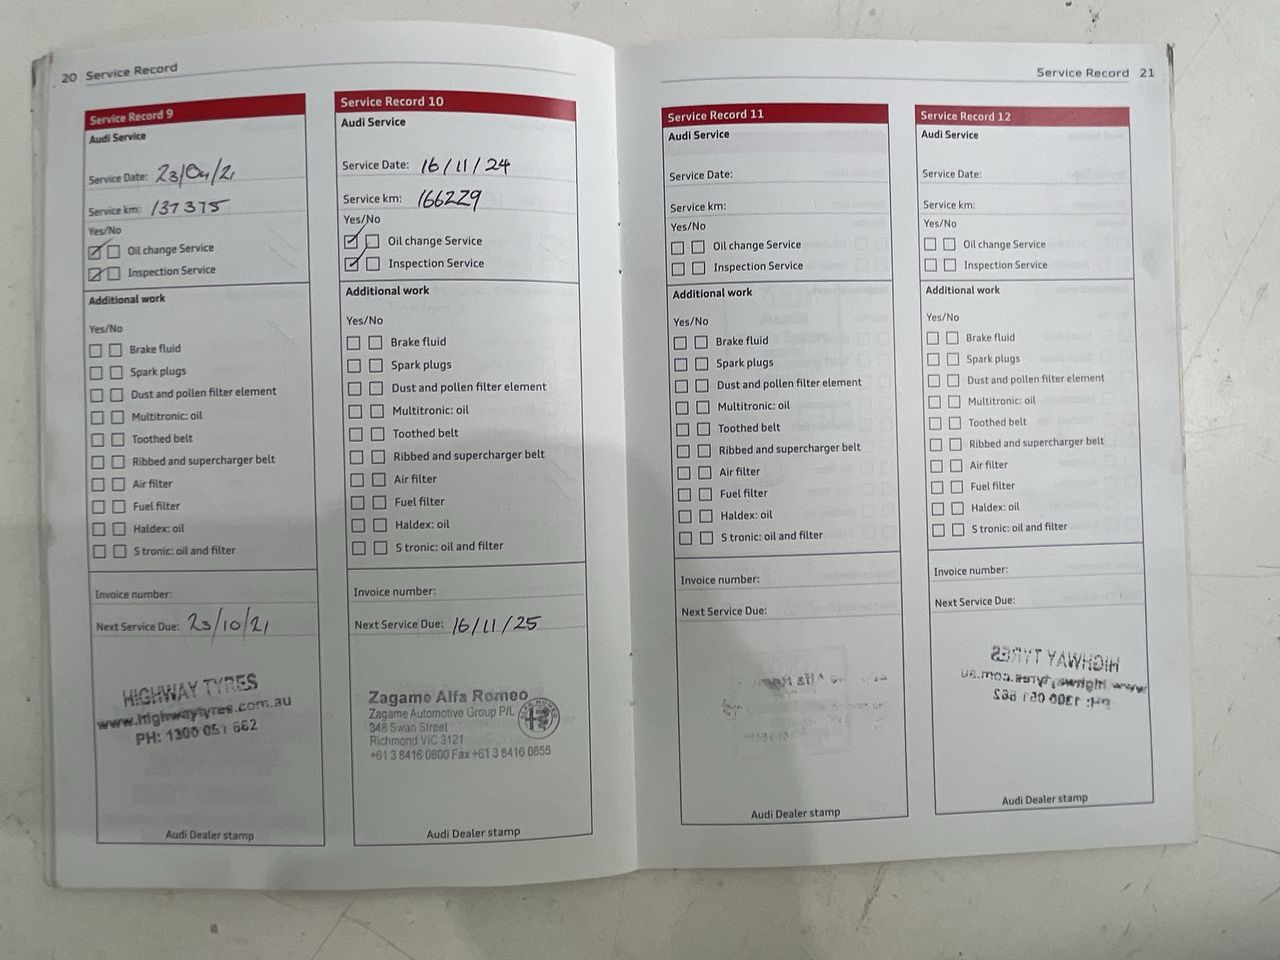 20 Service Record
Service Record 9
Audi Service
Service Date: 23/04/21
Service km: 137375
Yes/No
Oil change Service
Inspection Service
Additional work
Yes/No
Brake fluid
Spark plugs
Dust and pollen filter element
Multitronic: oil
Toothed belt
Ribbed and supercharger belt
Air filter
Fuel filter
Haldex: oil
S tronic: oil and filter
Invoice number:
Next Service Due: 23/10/21
HIGHWAY TYRES
www.highwaytyres.com.au
PH: 1300 051 662
Audi Dealer stamp
Service Record 10
Audi Service
Service Date: 16/11/24
Service km: 166229
Yes/No
Oil change Service
Inspection Service
Additional work
Yes/No
Brake fluid
Spark plugs
Dust and pollen filter element
Multitronic: oil
Toothed belt
Ribbed and supercharger belt
Air filter
Fuel filter
Haldex: oil
S tronic: oil and filter
Invoice number:
Next Service Due: 16/11/25
Zagame Alfa Romeo
Zagame Automotive Group P/L
348 Swan Street
Richmond VIC 3121
+61 3 8416 0800 Fax +61 3 8416 0855
ALFA ROMEO
Audi Dealer stamp
Service Record 21
Service Record 11
Audi Service
Service Date:
Service km:
Yes/No
Oil change Service
Inspection Service
Additional work
Yes/No
Brake fluid
Spark plugs
Dust and pollen filter element
Multitronic: oil
Toothed belt
Ribbed and supercharger belt
Air filter
Fuel filter
Haldex: oil
S tronic: oil and filter
Invoice number:
Next Service Due:
Audi Dealer stamp
Service Record 12
Audi Service
Service Date:
Service km:
Yes/No
Oil change Service
Inspection Service
Additional work
Yes/No
Brake fluid
Spark plugs
Dust and pollen filter element
Multitronic: oil
Toothed belt
Ribbed and supercharger belt
Air filter
Fuel filter
Haldex: oil
S tronic: oil and filter
Invoice number:
Next Service Due:
HIGHWAY TYRES
www.highwaytyres.com.au
PH: 1300 051 662
Audi Dealer stamp